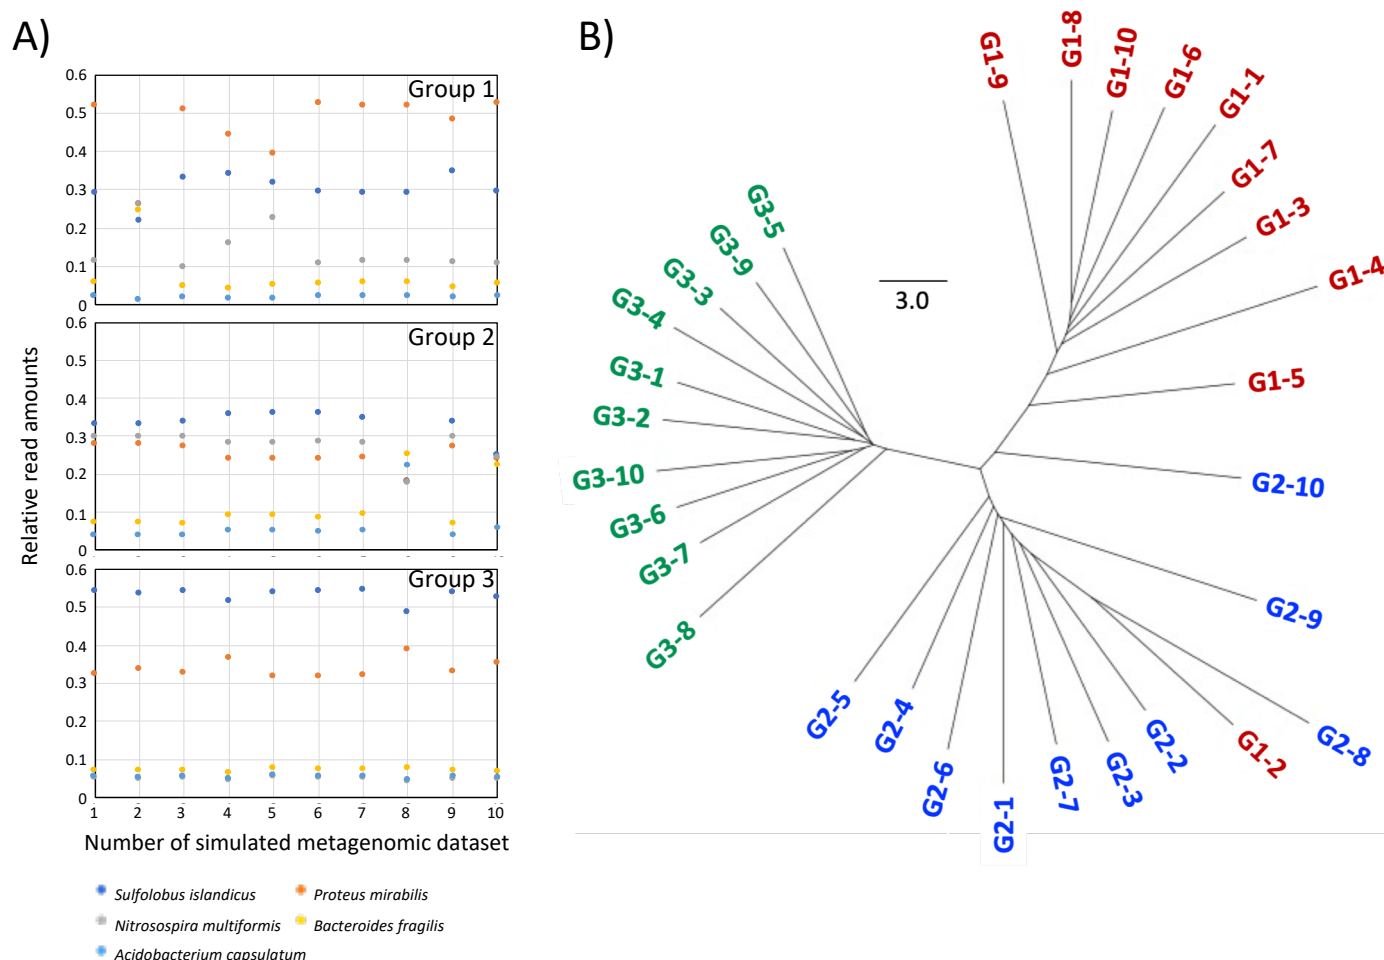 A)
B)
Group 1
0.6
0.5
0.4
0.3
0.2
0.1
0
Group 2
0.6
0.5
0.4
0.3
0.2
0.1
0
Group 3
0.6
0.5
0.4
0.3
0.2
0.1
0
Relative read amounts
1 2 3 4 5 6 7 8 9 10
Number of simulated metagenomic dataset
Sulfolobus islandicus
Proteus mirabilis
Nitrosospira multiformis
Bacteroides fragilis
Acidobacterium capsulatum
G1-9
G1-8
G1-10
G1-6
G1-1
G1-7
G1-3
G1-4
G1-5
G2-10
G2-9
G2-8
G1-2
G2-2
G2-3
G2-7
G2-1
G2-6
G2-4
G2-5
G3-8
G3-7
G3-6
G3-10
G3-2
G3-1
G3-4
G3-3
G3-9
G3-5
3.0